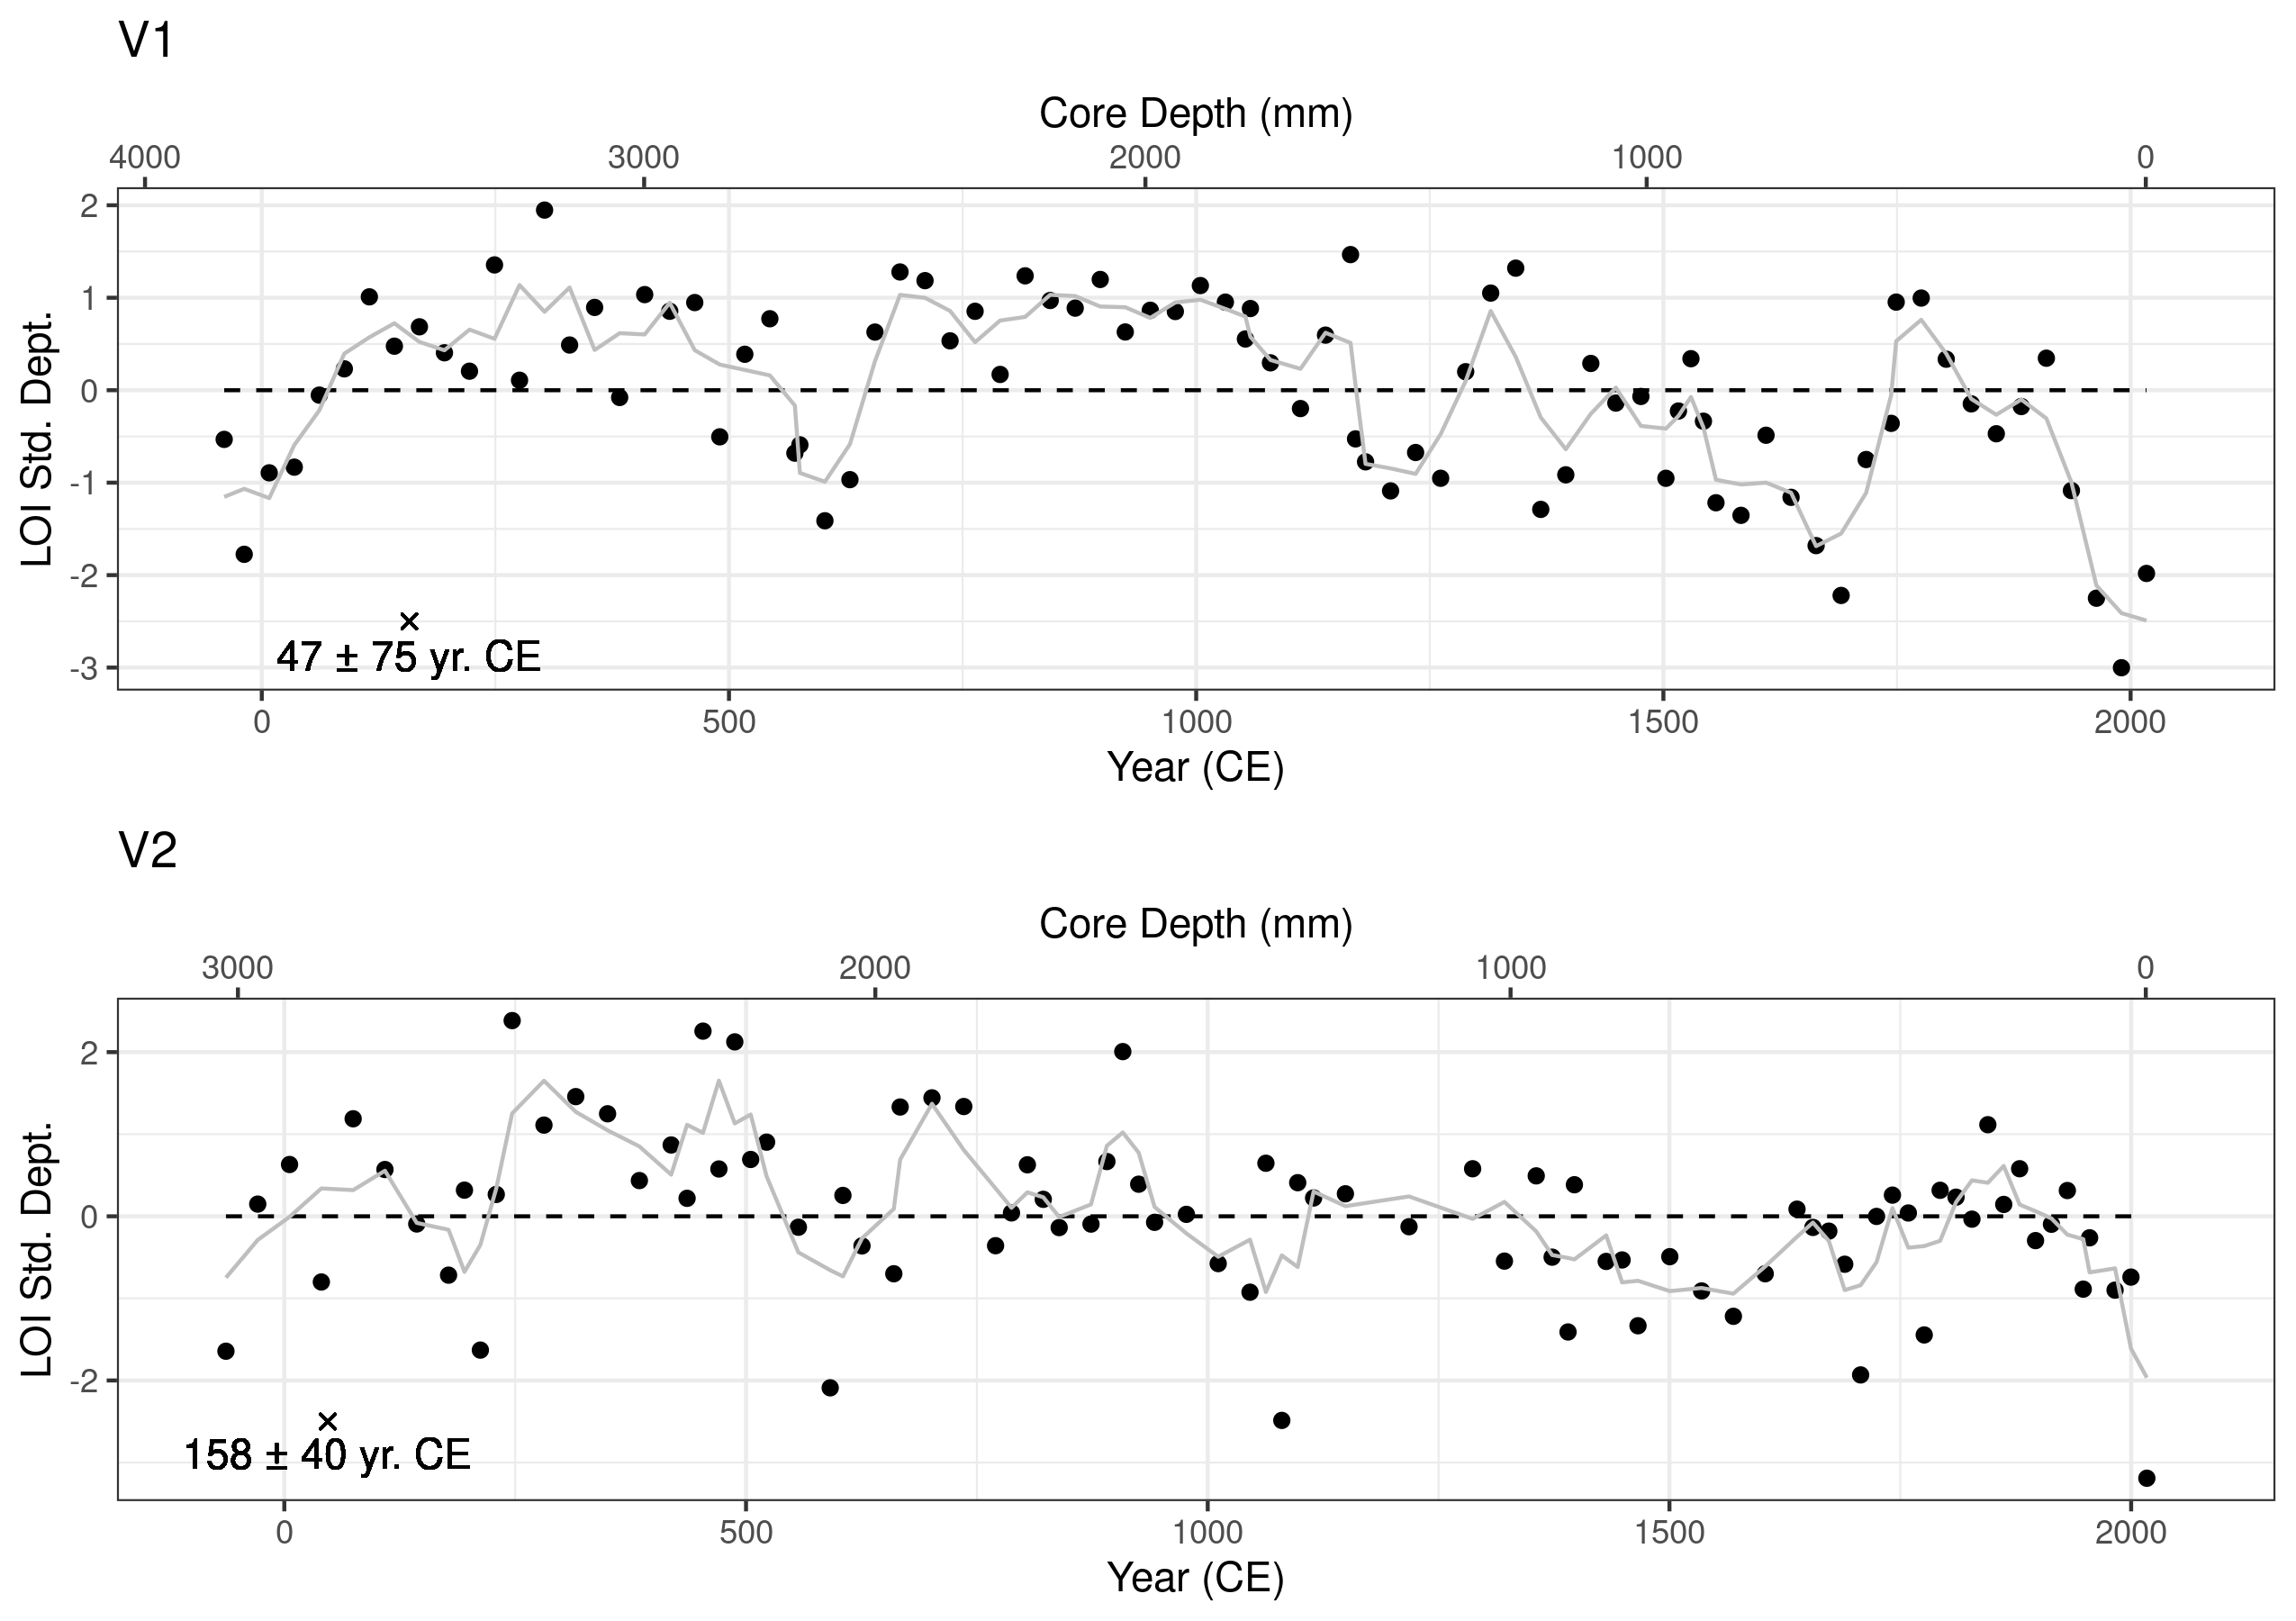 V1
Core Depth (mm)
4000 3000 2000 1000 0
LOI Std. Dept.
2
1
0
-1
-2
-3
×
47 ± 75 yr. CE
0 500 1000 1500 2000
Year (CE)
V2
Core Depth (mm)
3000 2000 1000 0
LOI Std. Dept.
2
0
-2
×
158 ± 40 yr. CE
0 500 1000 1500 2000
Year (CE)